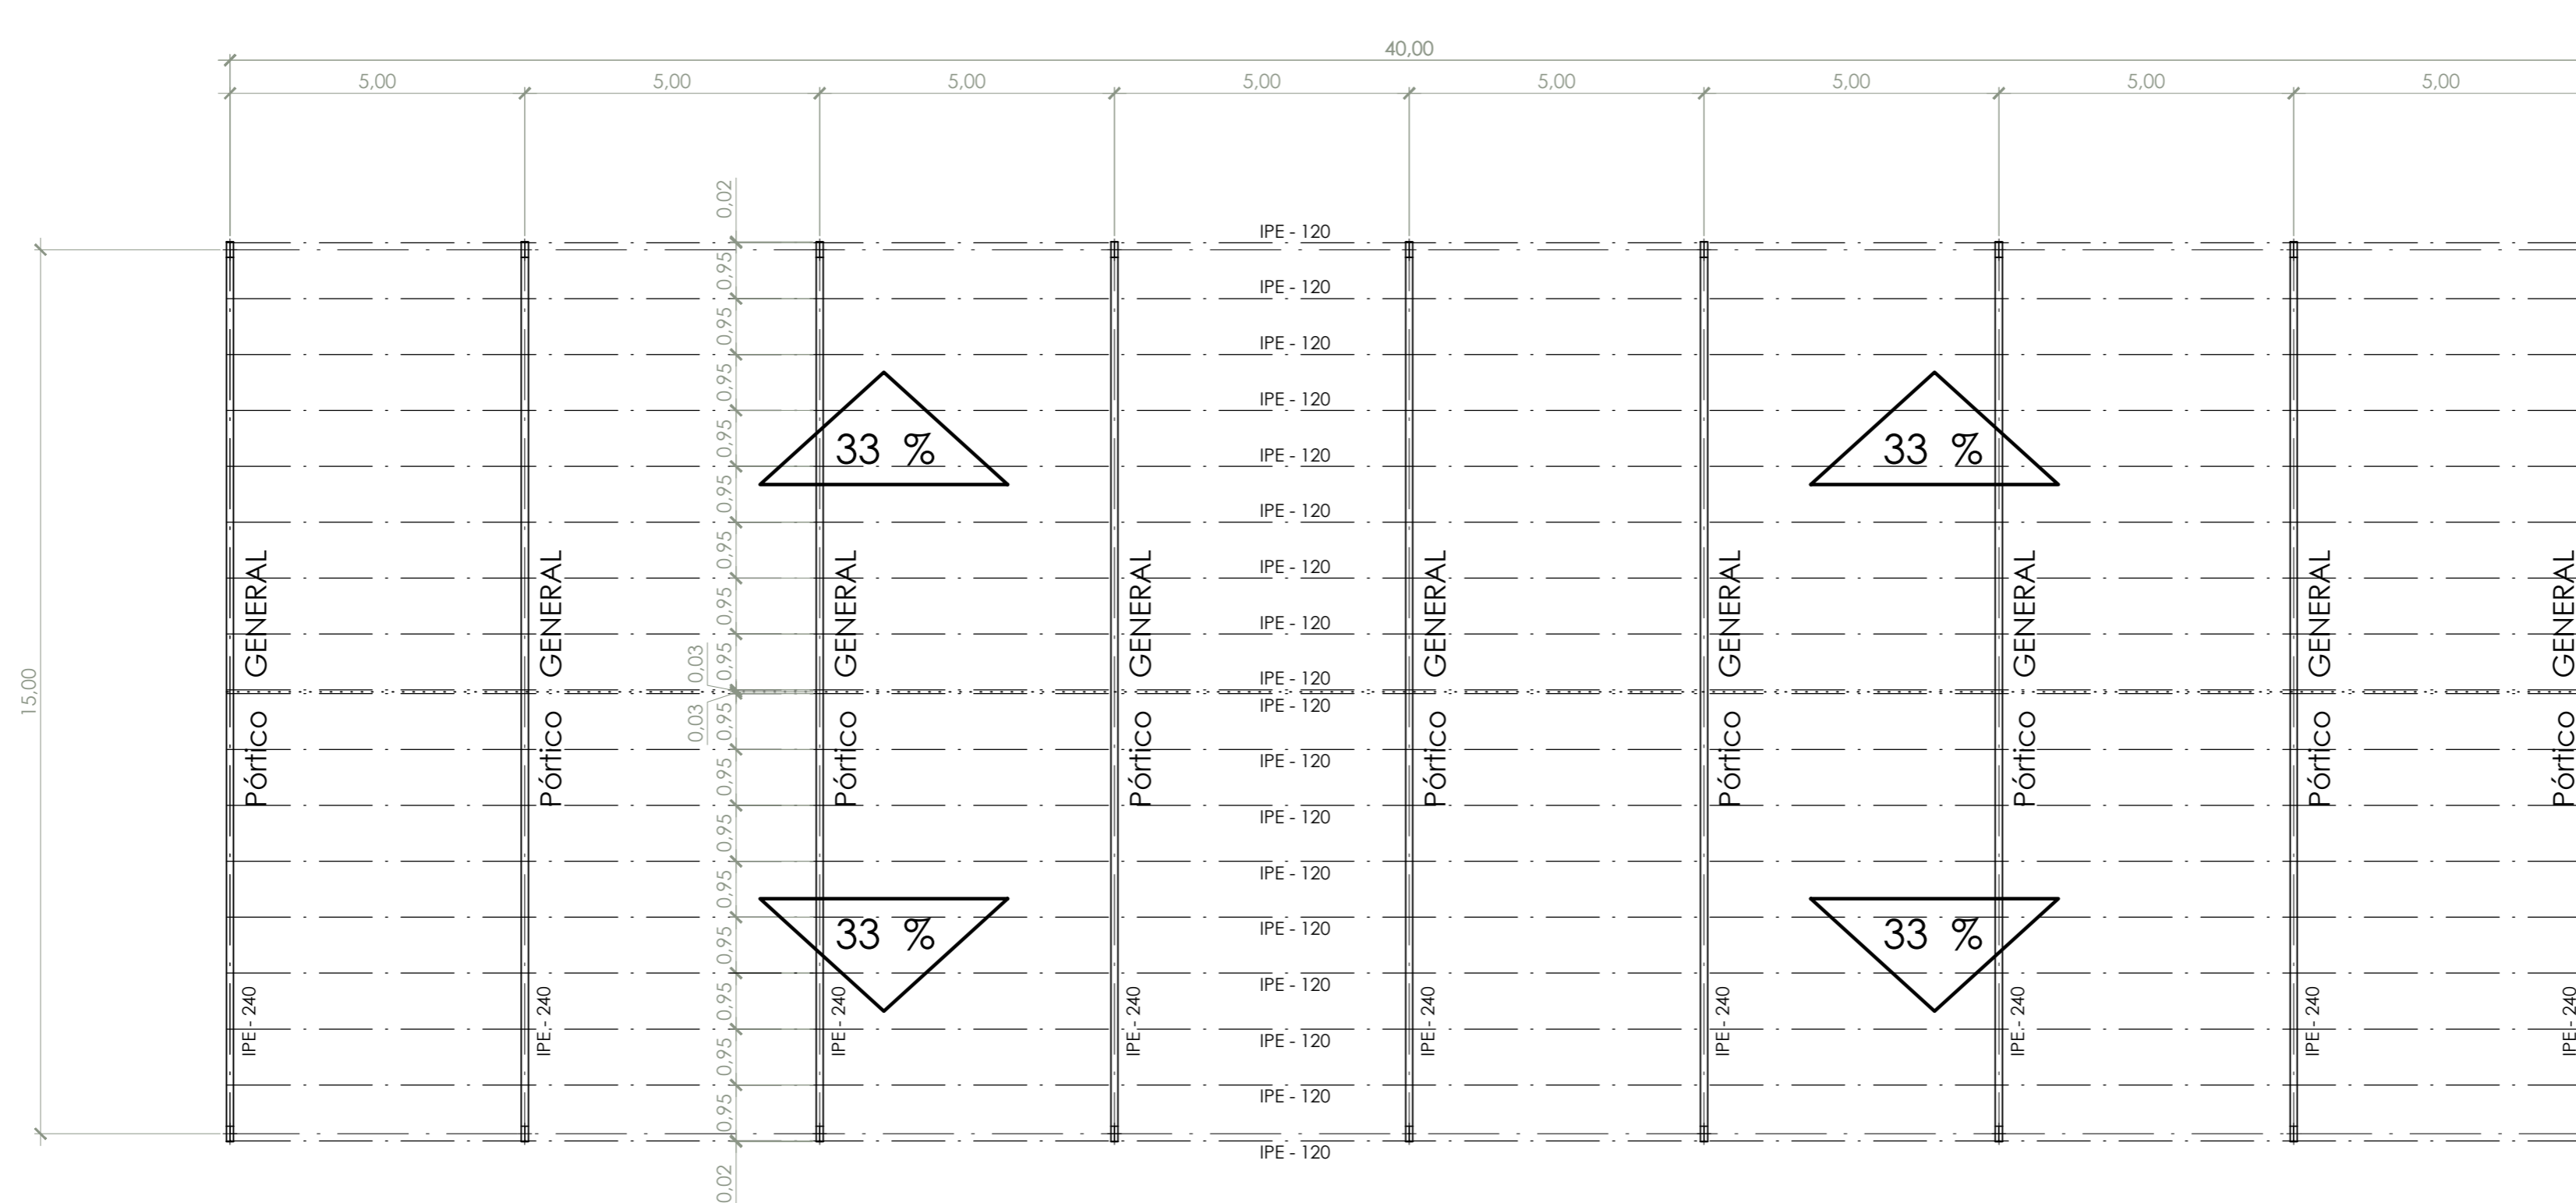 40,00
5,00 5,00 5,00 5,00 5,00 5,00 5,00 5,00
0,02
IPE - 120
0,95
IPE - 120
0,95
IPE - 120
0,95
IPE - 120
33 % 33 %
0,95
IPE - 120
0,95
IPE - 120
0,95
IPE - 120
0,95
IPE - 120
0,95
IPE - 120
0,03
0,03
15,00
Pórtico GENERAL
Pórtico GENERAL
Pórtico GENERAL
Pórtico GENERAL
Pórtico GENERAL
Pórtico GENERAL
Pórtico GENERAL
Pórtico GENERAL
Pórtico GENERAL
IPE - 120
0,95
IPE - 120
0,95
IPE - 120
0,95
IPE - 120
0,95
IPE - 120
33 % 33 %
0,95
IPE - 120
0,95
IPE - 120
0,95
IPE - 120
0,95
IPE - 120
0,02
IPE - 240
IPE - 240
IPE - 240
IPE - 240
IPE - 240
IPE - 240
IPE - 240
IPE - 240
IPE - 240